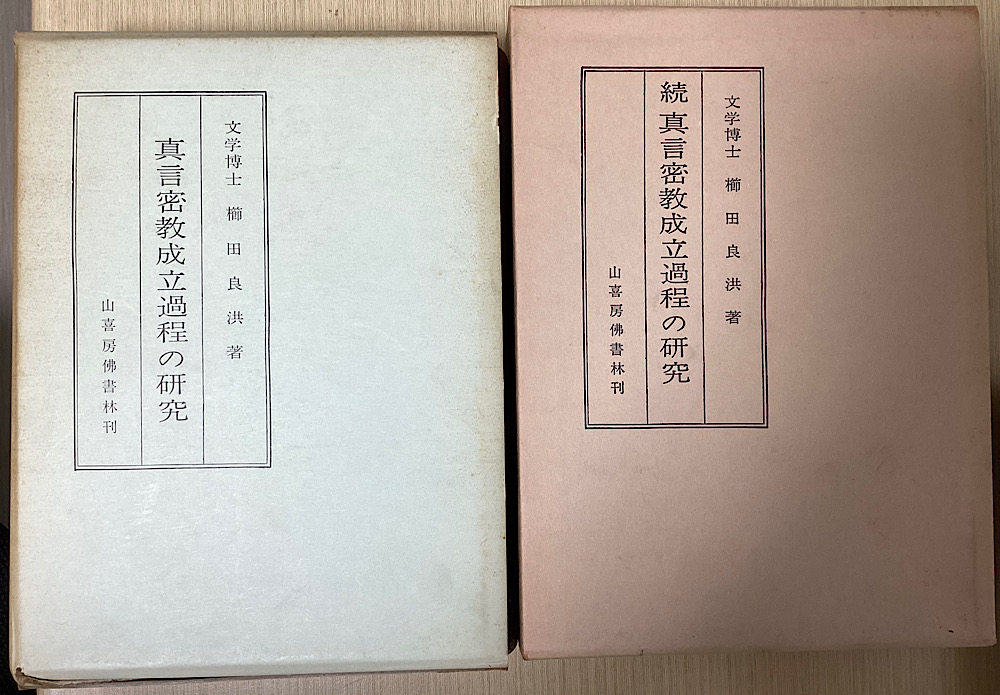 文学博士 櫛田良洪著
真言密教成立過程の研究
山喜房佛書林刊
文学博士 櫛田良洪著
続 真言密教成立過程の研究
山喜房佛書林刊